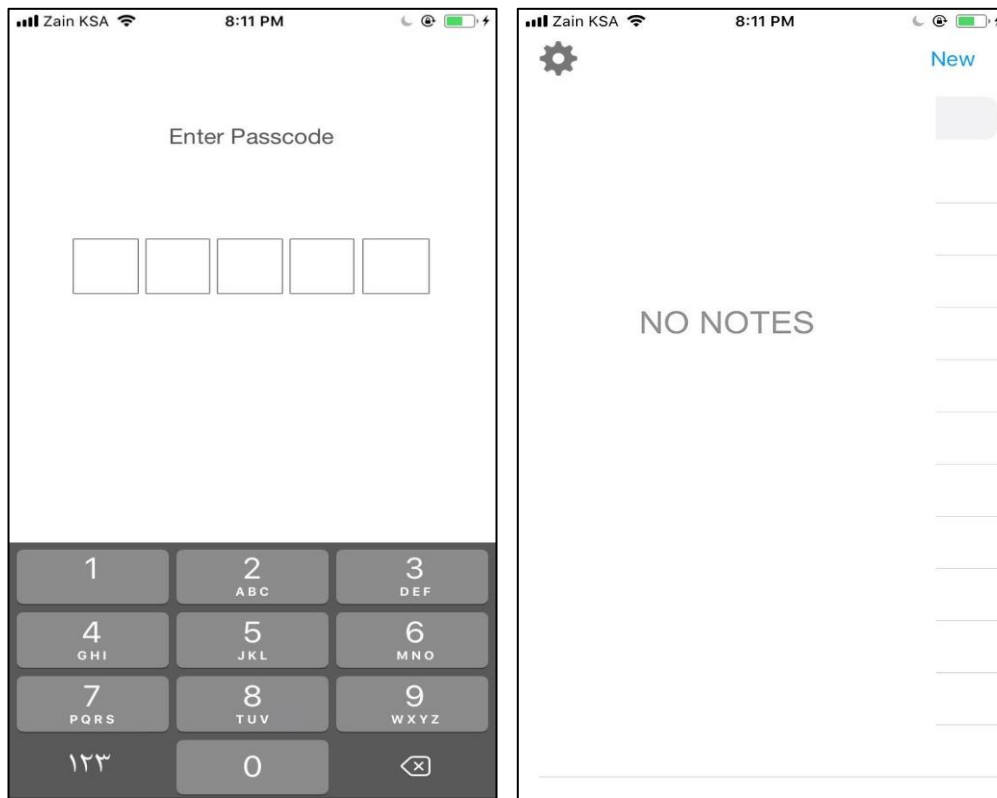 Zain KSA 8:11 PM
Enter Passcode
1 2 3
ABC DEF
4 5 6
GHI JKL MNO
7 8 9
PQRS TUV WXYZ
١٢٣ 0
Zain KSA 8:11 PM
New
NO NOTES